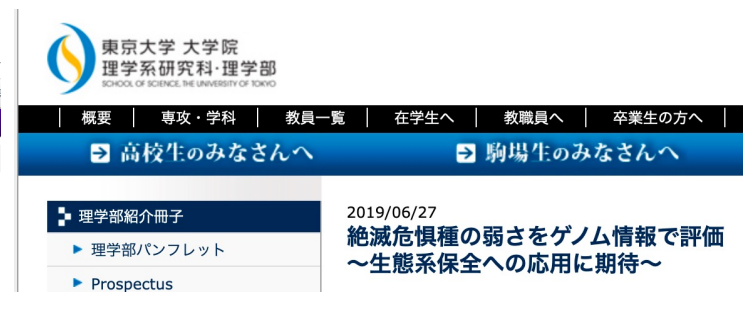 東京大学 大学院
理学系研究科・理学部
SCHOOL OF SCIENCE, THE UNIVERSITY OF TOKYO
概要 専攻・学科 教員一覧 在学生へ 教職員へ 卒業生の方へ
高校生のみなさんへ 駒場生のみなさんへ
理学部紹介冊子
理学部パンフレット
Prospectus
2019/06/27
絶滅危惧種の弱さをゲノム情報で評価
〜生態系保全への応用に期待〜